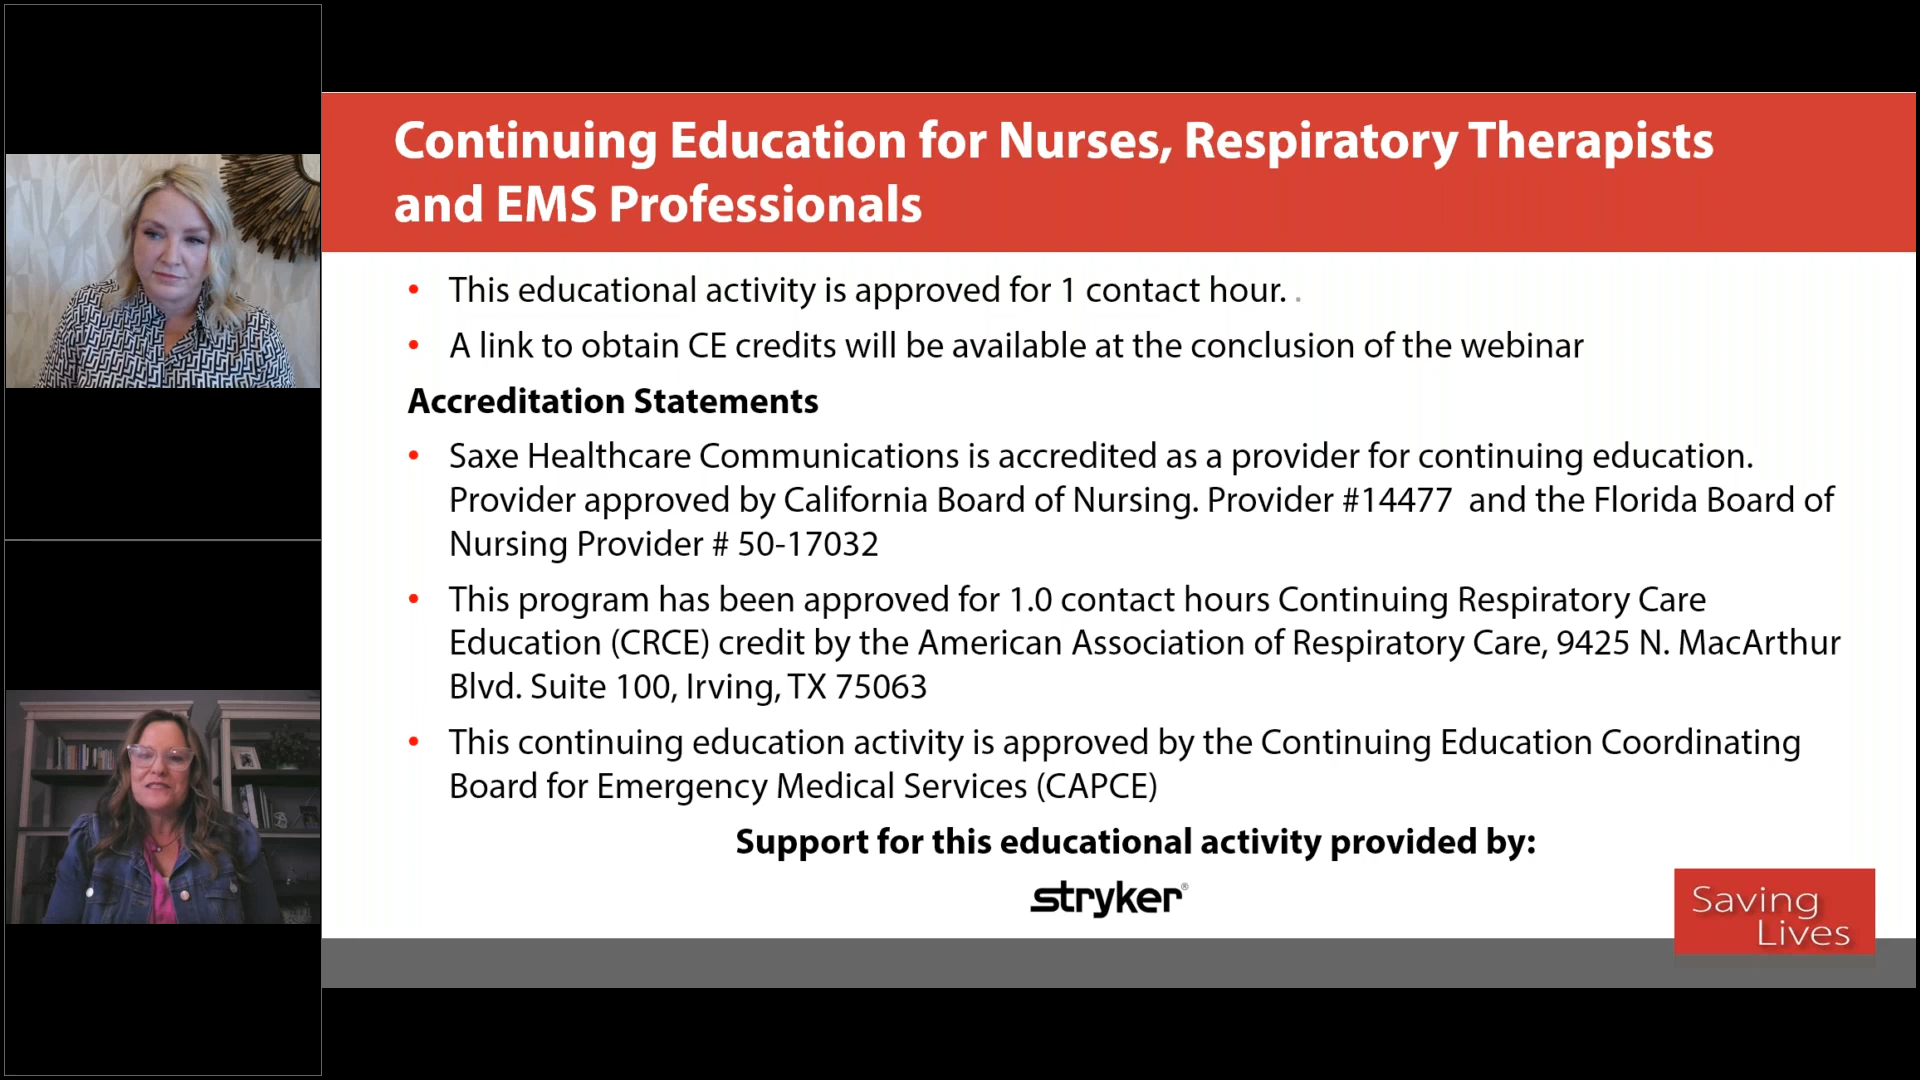 Continuing Education for Nurses, Respiratory Therapists
and EMS Professionals
• This educational activity is approved for 1 contact hour. .
• A link to obtain CE credits will be available at the conclusion of the webinar
Accreditation Statements
• Saxe Healthcare Communications is accredited as a provider for continuing education.
Provider approved by California Board of Nursing. Provider #14477 and the Florida Board of
Nursing Provider # 50-17032
• This program has been approved for 1.0 contact hours Continuing Respiratory Care
Education (CRCE) credit by the American Association of Respiratory Care, 9425 N. MacArthur
Blvd. Suite 100, Irving, TX 75063
• This continuing education activity is approved by the Continuing Education Coordinating
Board for Emergency Medical Services (CAPCE)
Support for this educational activity provided by:
stryker®
Saving
Lives